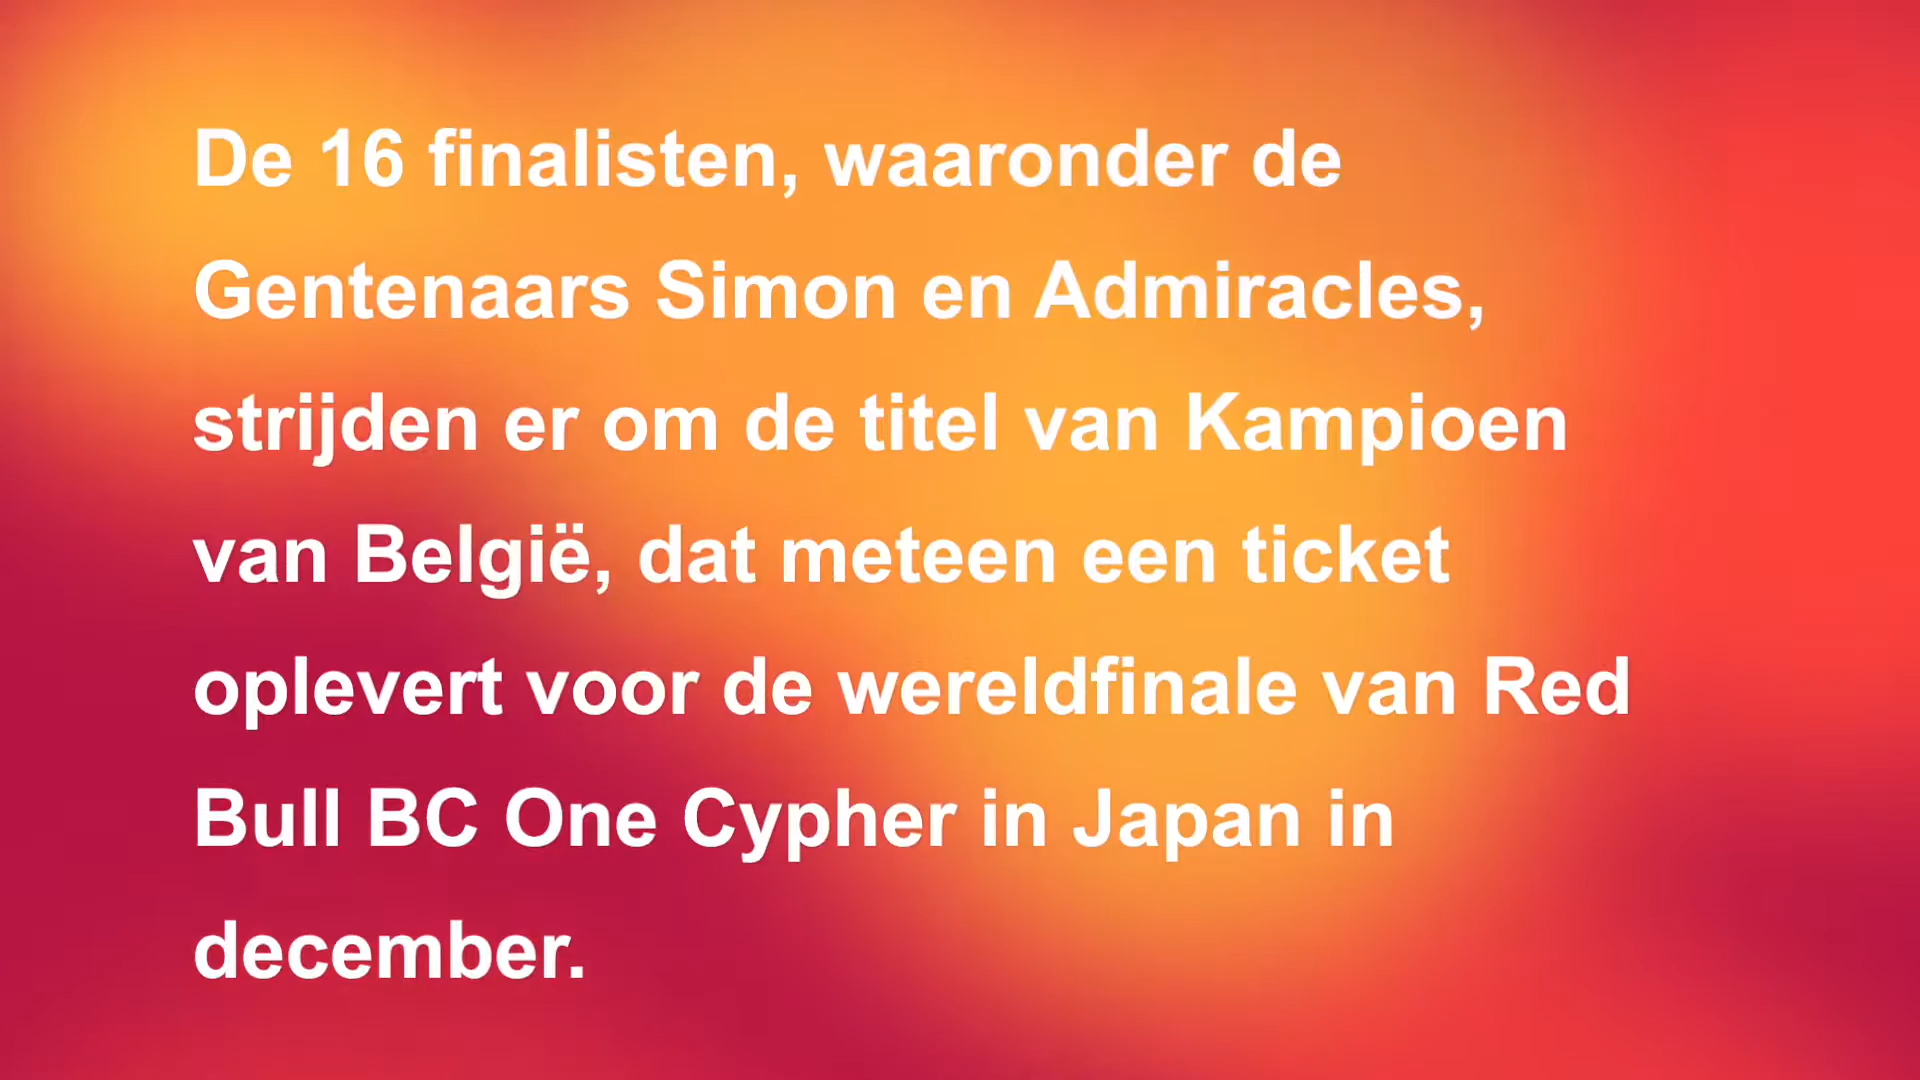 De 16 finalisten, waaronder de
Gentenaars Simon en Admiracles,
strijden er om de titel van Kampioen
van België, dat meteen een ticket
oplevert voor de wereldfinale van Red
Bull BC One Cypher in Japan in
december.